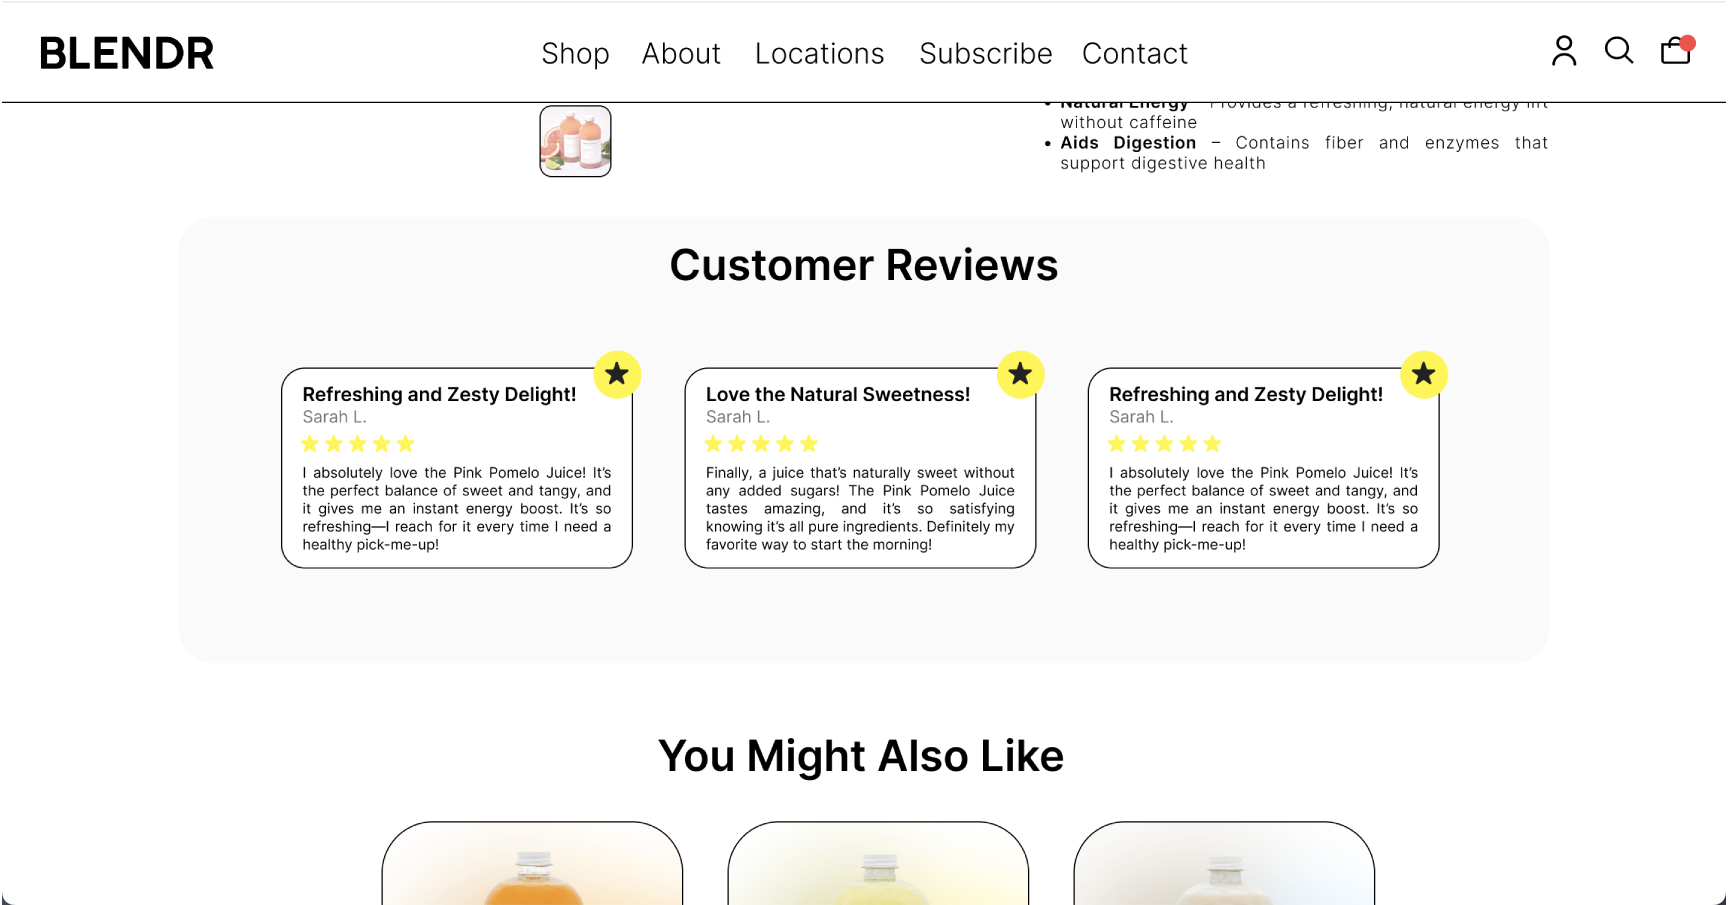 BLENDR
Shop About Locations Subscribe Contact
• Natural Energy – Provides a refreshing, natural energy lift
without caffeine
• Aids Digestion – Contains fiber and enzymes that
support digestive health
Customer Reviews
Refreshing and Zesty Delight!
Sarah L.
I absolutely love the Pink Pomelo Juice! It's
the perfect balance of sweet and tangy, and
it gives me an instant energy boost. It's so
refreshing—I reach for it every time I need a
healthy pick-me-up!
Love the Natural Sweetness!
Sarah L.
Finally, a juice that's naturally sweet without
any added sugars! The Pink Pomelo Juice
tastes amazing, and it's so satisfying
knowing it's all pure ingredients. Definitely my
favorite way to start the morning!
Refreshing and Zesty Delight!
Sarah L.
I absolutely love the Pink Pomelo Juice! It's
the perfect balance of sweet and tangy, and
it gives me an instant energy boost. It's so
refreshing—I reach for it every time I need a
healthy pick-me-up!
You Might Also Like